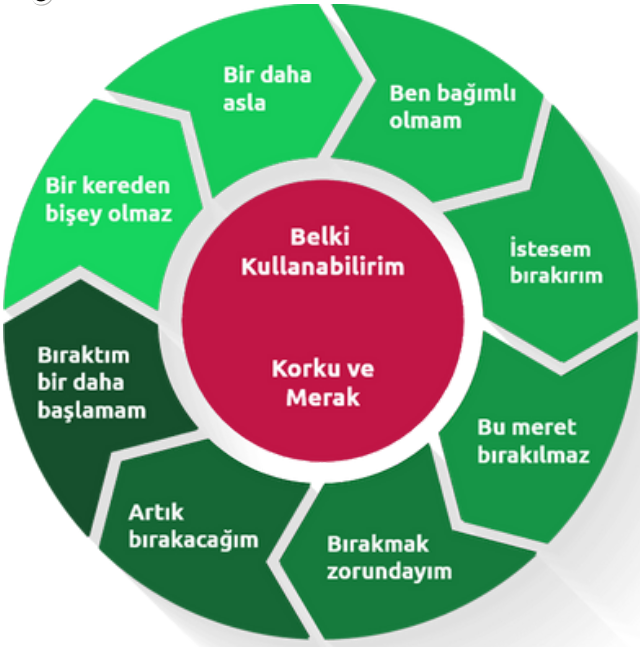 Bir daha
asla
Ben bağımlı
olmam
İstesem
bırakırım
Bu meret
bırakılmaz
Bırakmak
zorundayım
Artık
bırakacağım
Bıraktım
bir daha
başlamam
Bir kereden
bişey olmaz
Belki
Kullanabilirim
Korku ve
Merak